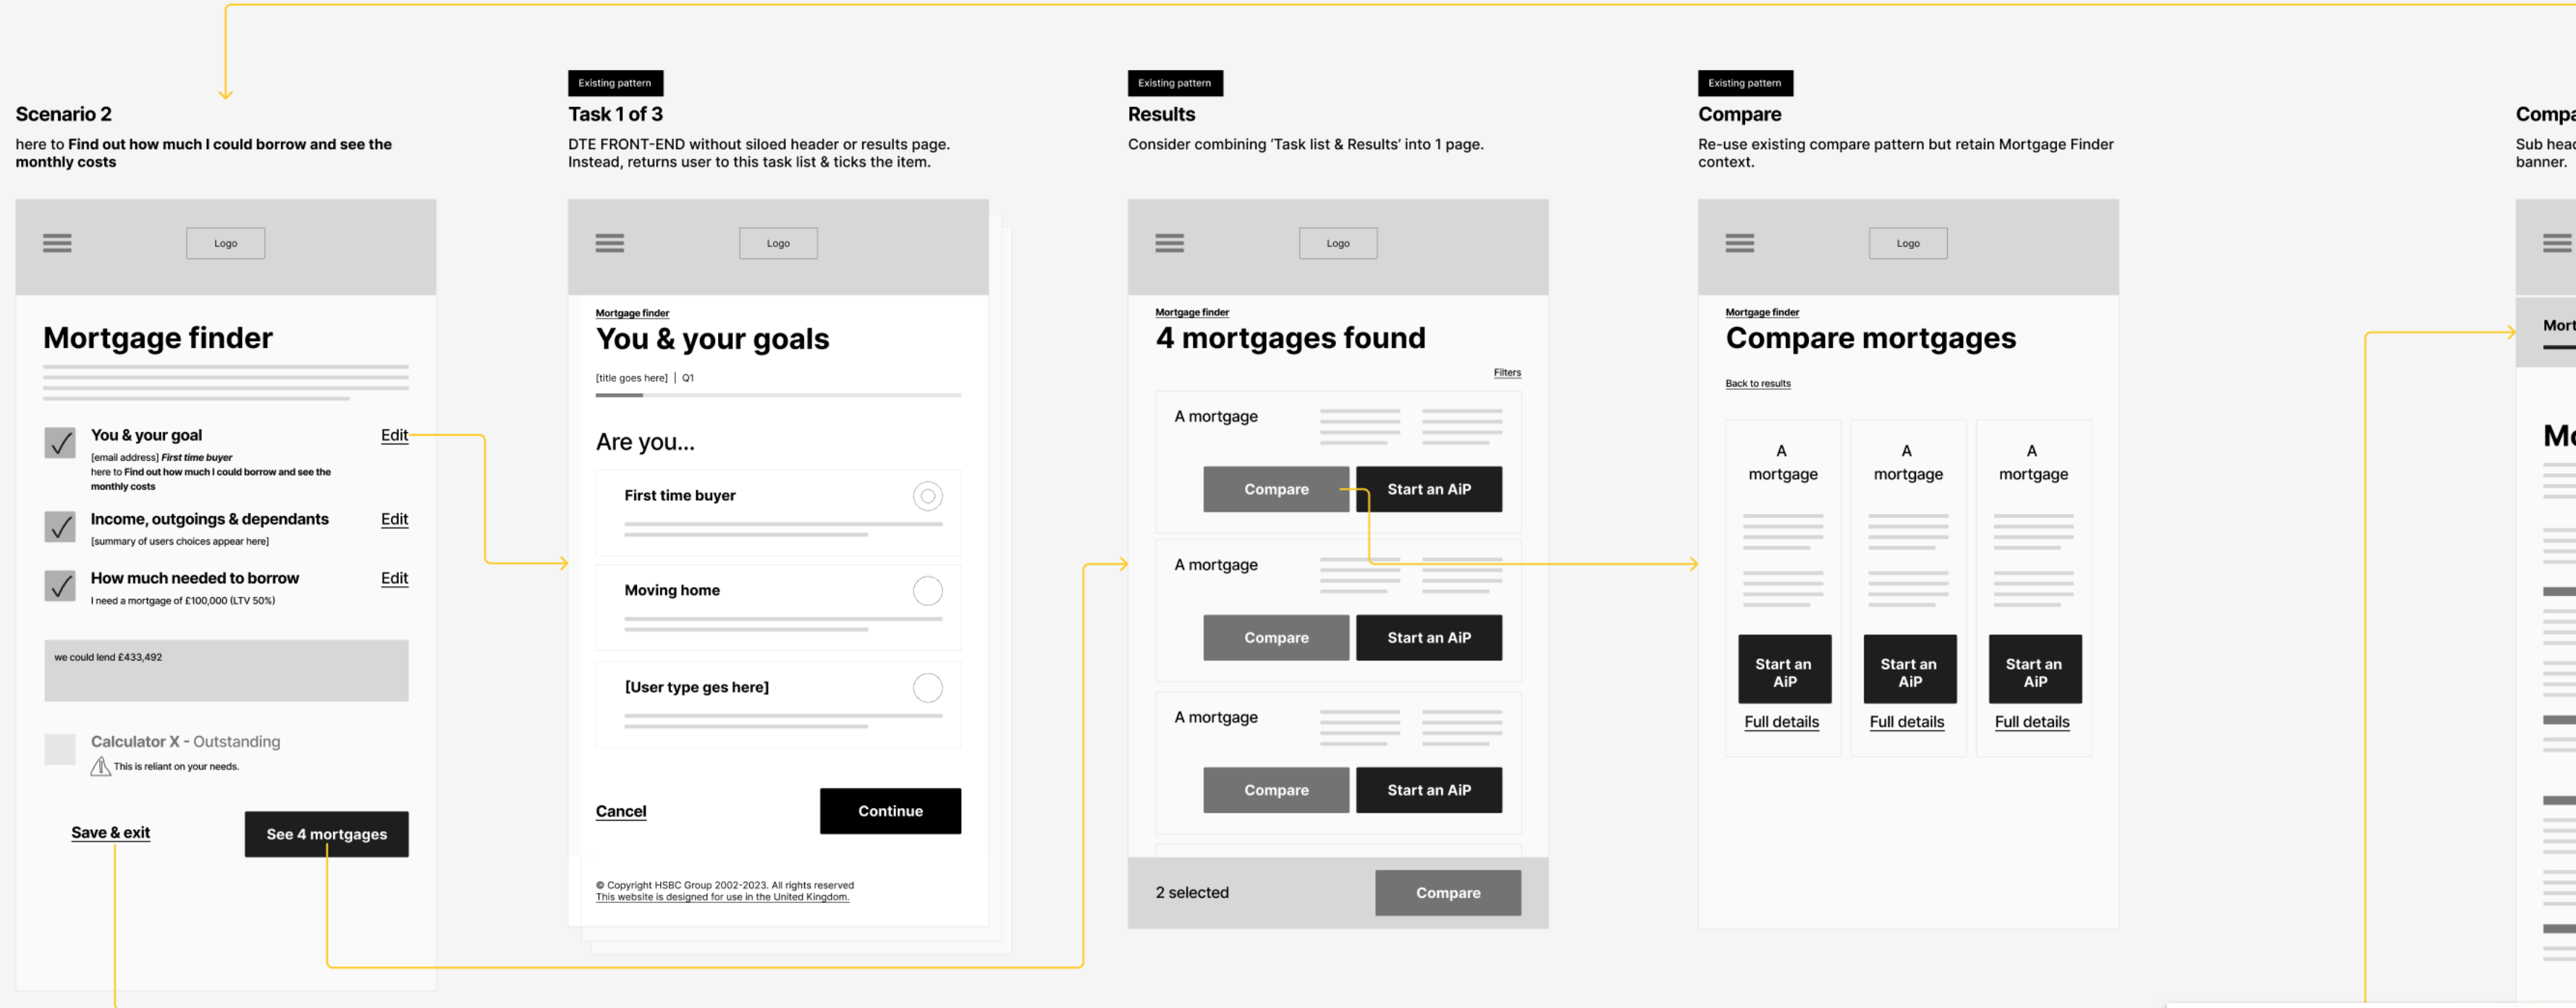 Scenario 2
here to Find out how much I could borrow and see the
monthly costs
Logo
Mortgage finder
You & your goal
Edit
[email address] First time buyer
here to Find out how much I could borrow and see the
monthly costs
Income, outgoings & dependants
Edit
[summary of users choices appear here]
How much needed to borrow
Edit
I need a mortgage of £100,000 (LTV 50%)
we could lend £433,492
Calculator X - Outstanding
This is reliant on your needs.
Save & exit
See 4 mortgages
Existing pattern
Task 1 of 3
DTE FRONT-END without siloed header or results page.
Instead, returns user to this task list & ticks the item.
Logo
Mortgage finder
You & your goals
[title goes here] | Q1
Are you...
First time buyer
Moving home
[User type ges here]
Cancel
Continue
© Copyright HSBC Group 2002-2023. All rights reserved
This website is designed for use in the United Kingdom.
Existing pattern
Results
Consider combining ‘Task list & Results’ into 1 page.
Logo
Mortgage finder
4 mortgages found
Filters
A mortgage
Compare
Start an AiP
A mortgage
Compare
Start an AiP
A mortgage
Compare
Start an AiP
2 selected
Compare
Existing pattern
Compare
Re-use existing compare pattern but retain Mortgage Finder
context.
Logo
Mortgage finder
Compare mortgages
Back to results
A
mortgage
Start an
AiP
Full details
A
mortgage
Start an
AiP
Full details
A
mortgage
Start an
AiP
Full details
Sub
banner.